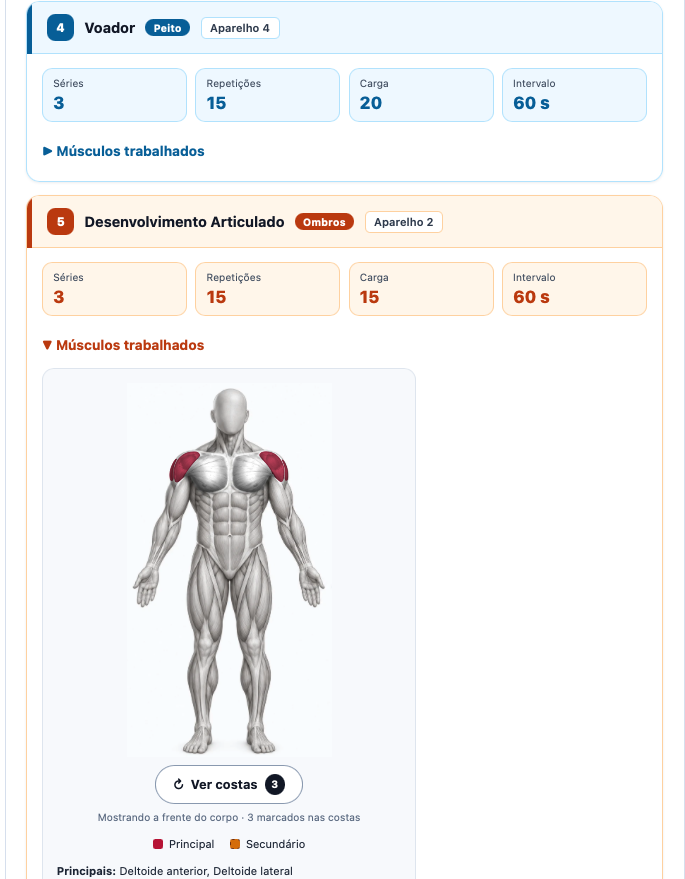 4 Voador Peito Aparelho 4
Séries Repetições Carga Intervalo
3 15 20 60 s
▶ Músculos trabalhados
5 Desenvolvimento Articulado Ombros Aparelho 2
Séries Repetições Carga Intervalo
3 15 15 60 s
▼ Músculos trabalhados
↻ Ver costas 3
Mostrando a frente do corpo · 3 marcados nas costas
Principal Secundário
Principais: Deltoide anterior, Deltoide lateral